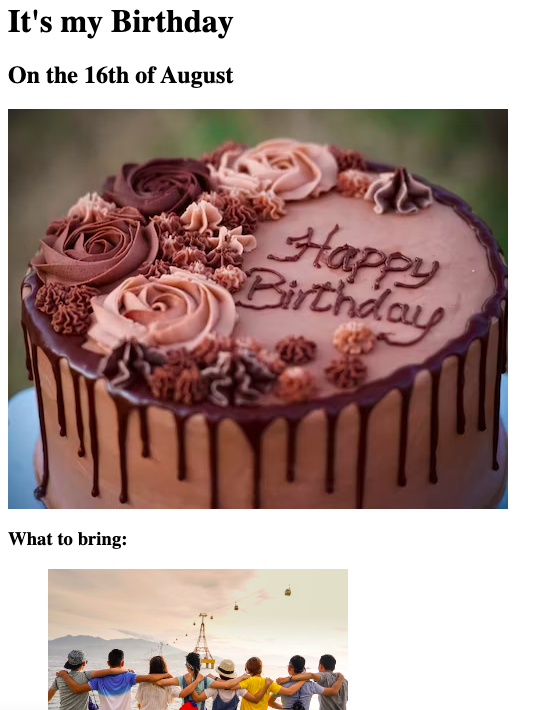 It's my Birthday
On the 16th of August
Happy
Birthday
What to bring: